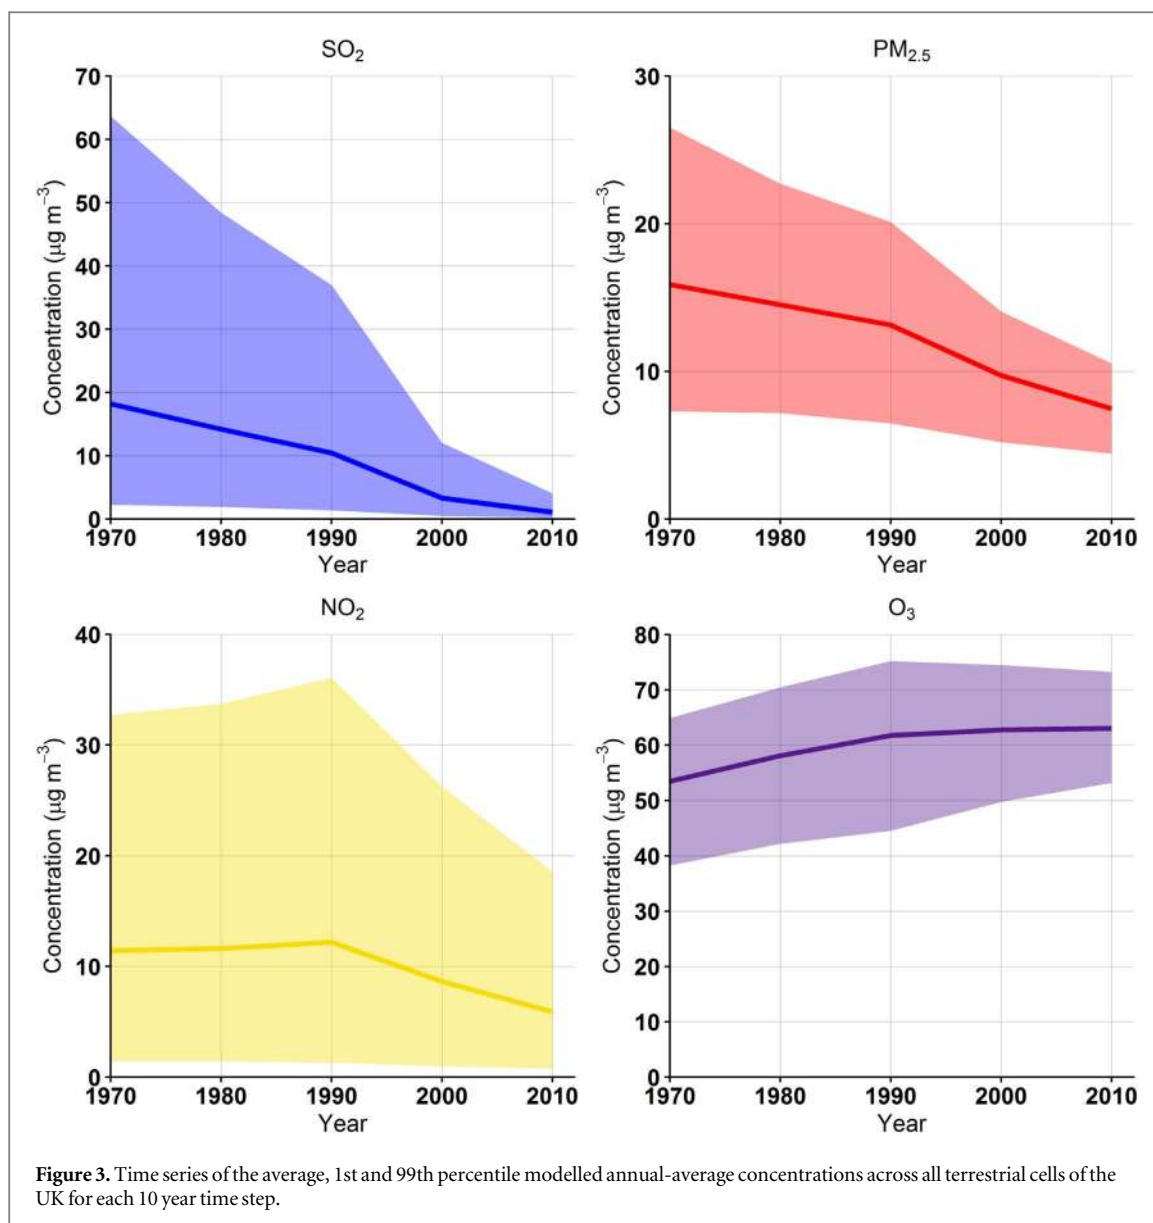 SO₂
Concentration (μg m⁻³)
70
60
50
40
30
20
10
0
1970 1980 1990 2000 2010
Year
PM₂.₅
Concentration (μg m⁻³)
30
20
10
0
1970 1980 1990 2000 2010
Year
NO₂
Concentration (μg m⁻³)
40
30
20
10
0
1970 1980 1990 2000 2010
Year
O₃
Concentration (μg m⁻³)
80
70
60
50
40
30
20
10
0
1970 1980 1990 2000 2010
Year
Figure 3. Time series of the average, 1st and 99th percentile modelled annual-average concentrations across all terrestrial cells of the
UK for each 10 year time step.